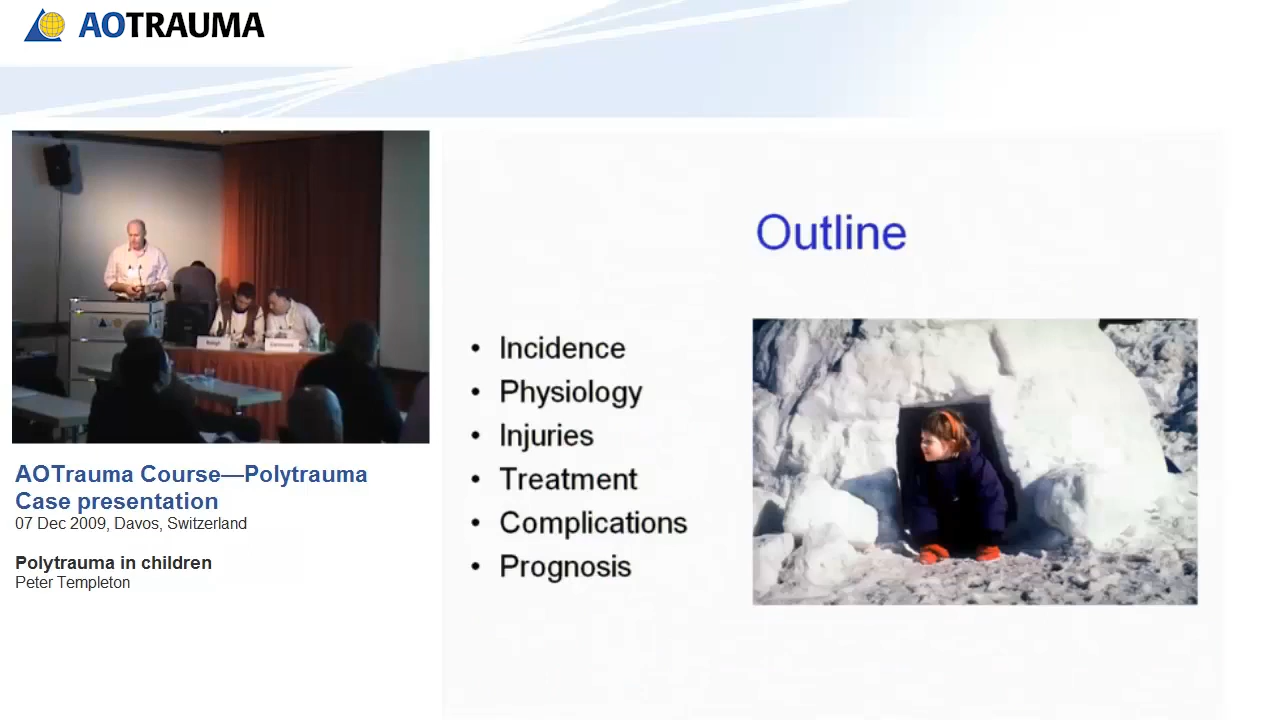 AOTRAUMA
AOTrauma Course—Polytrauma
Case presentation
07 Dec 2009, Davos, Switzerland
Polytrauma in children
Peter Templeton
Outline
• Incidence
• Physiology
• Injuries
• Treatment
• Complications
• Prognosis